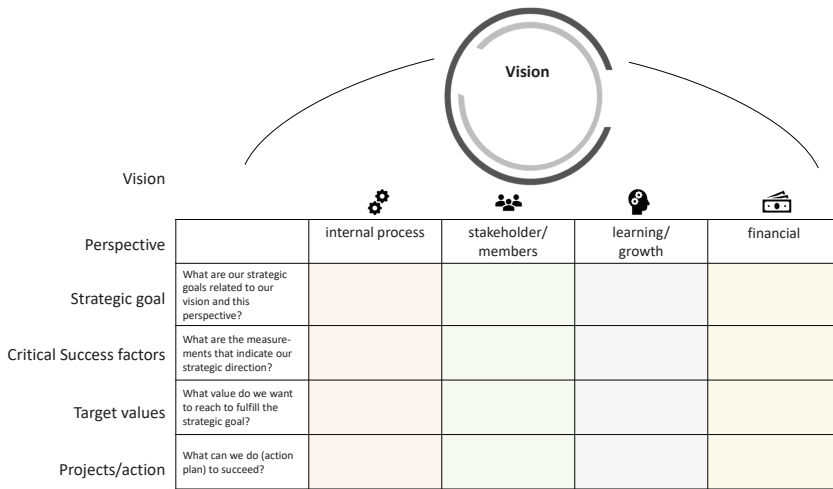 Vision
Vision
Perspective
internal process
stakeholder/
members
learning/
growth
financial
Strategic goal
What are our strategic
goals related to our
vision and this
perspective?
Critical Success factors
What are the measure-
ments that indicate our
strategic direction?
Target values
What value do we want
to reach to fulfill the
strategic goal?
Projects/action
What can we do (action
plan) to succeed?